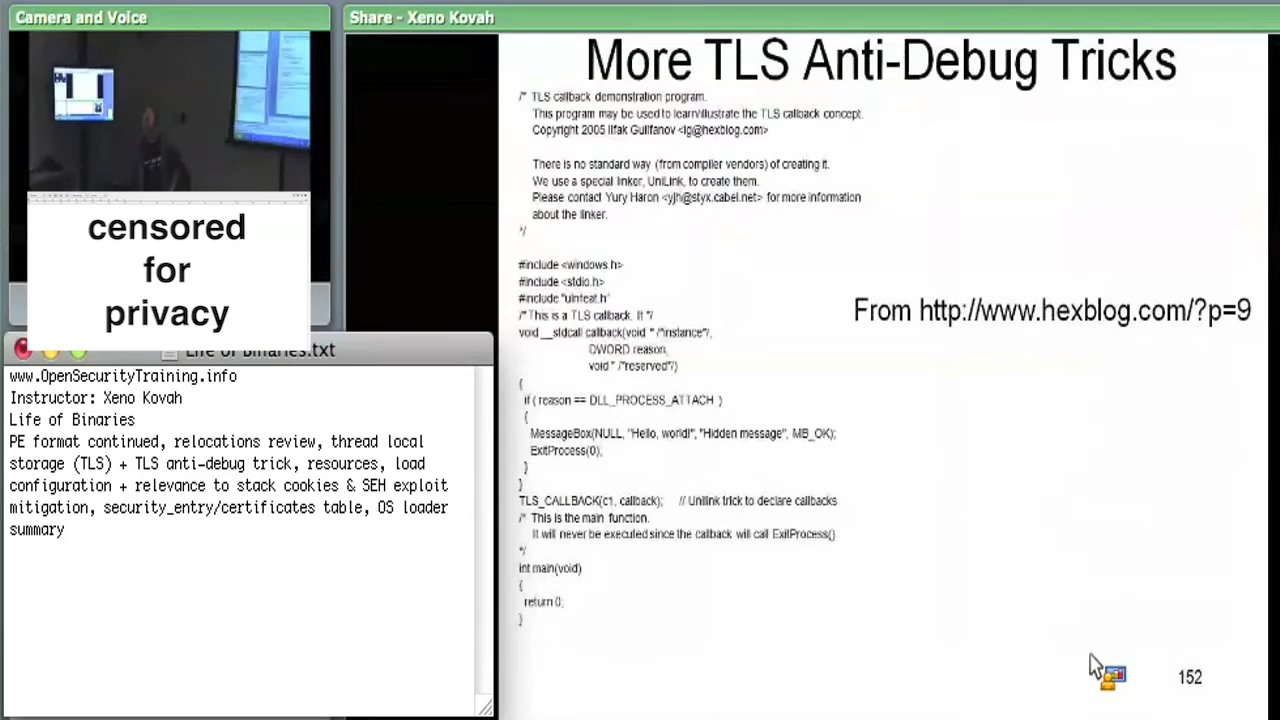 Camera and Voice
censored
for
privacy
Life of Binaries.txt
www.OpenSecurityTraining.info
Instructor: Xeno Kovah
Life of Binaries
PE format continued, relocations review, thread local
storage (TLS) + TLS anti-debug trick, resources, load
configuration + relevance to stack cookies & SEH exploit
mitigation, security_entry/certificates table, OS loader
summary
Share - Xeno Kovah
More TLS Anti-Debug Tricks
/* TLS callback demonstration program.
This program may be used to learn/illustrate the TLS callback concept.
Copyright 2005 Ilfak Guilfanov <ig@hexblog.com>
There is no standard way (from compiler vendors) of creating it.
We use a special linker, UniLink, to create them.
Please contact Yury Haron <yjh@styx.cabel.net> for more information
about the linker.
*/
#include <windows.h>
#include <stdio.h>
#include "ulnfeat.h"
/* This is a TLS callback. It */
void __stdcall callback(void * /*instance*/,
DWORD reason,
void * /*reserved*/)
{
if ( reason == DLL_PROCESS_ATTACH )
{
MessageBox(NULL, "Hello, world!", "Hidden message", MB_OK);
ExitProcess(0);
}
}
TLS_CALLBACK(c1, callback); // Unilink trick to declare callbacks
/* This is the main function.
It will never be executed since the callback will call ExitProcess()
*/
int main(void)
{
return 0;
}
From http://www.hexblog.com/?p=9
152